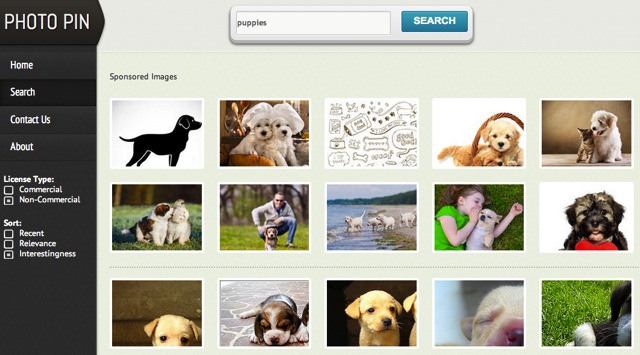 PHOTO PIN
puppies
SEARCH
Home
Search
Contact Us
About
License Type:
Commercial
Non-Commercial
Sort:
Recent
Relevance
Interestingness
Sponsored Images